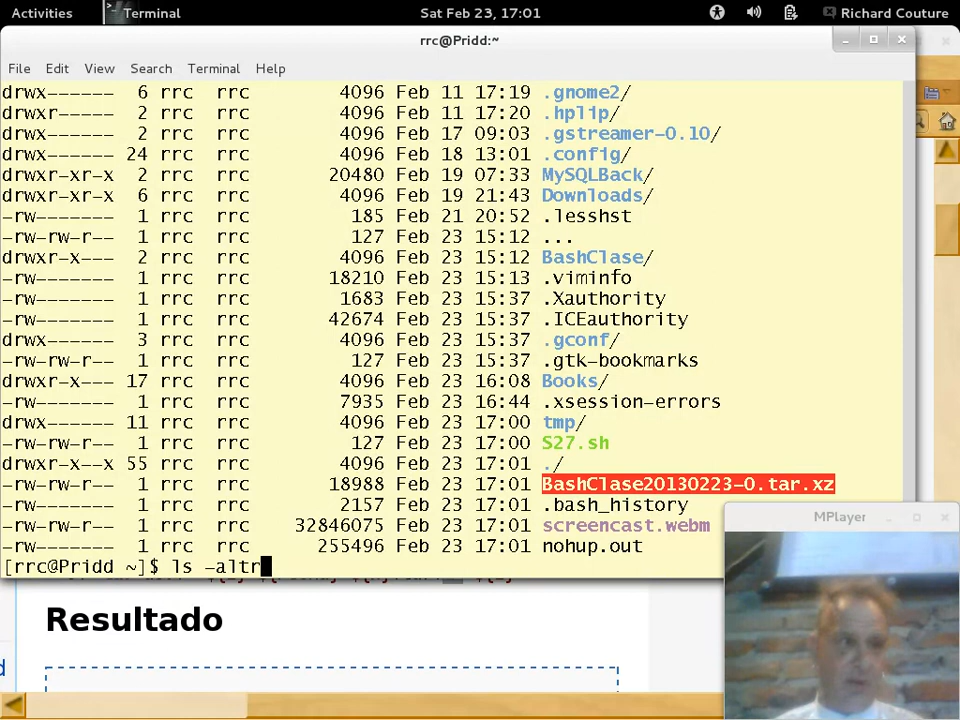 Activities Terminal Sat Feb 23, 17:01 Richard Couture
rrc@Pridd:~
File Edit View Search Terminal Help
drwx------ 6 rrc rrc 4096 Feb 11 17:19 .gnome2/
drwxr----- 2 rrc rrc 4096 Feb 11 17:20 .hplip/
drwx------ 2 rrc rrc 4096 Feb 17 09:03 .gstreamer-0.10/
drwx------ 24 rrc rrc 4096 Feb 18 13:01 .config/
drwxr-xr-x 2 rrc rrc 20480 Feb 19 07:33 MySQLBack/
drwxr-xr-x 6 rrc rrc 4096 Feb 19 21:43 Downloads/
-rw------- 1 rrc rrc 185 Feb 21 20:52 .lesshst
-rw-rw-r-- 1 rrc rrc 127 Feb 23 15:12 ...
drwxr-x--- 2 rrc rrc 4096 Feb 23 15:12 BashClase/
-rw------- 1 rrc rrc 18210 Feb 23 15:13 .viminfo
-rw------- 1 rrc rrc 1683 Feb 23 15:37 .Xauthority
-rw------- 1 rrc rrc 42674 Feb 23 15:37 .ICEauthority
drwx------ 3 rrc rrc 4096 Feb 23 15:37 .gconf/
-rw-rw-r-- 1 rrc rrc 127 Feb 23 15:37 .gtk-bookmarks
drwxr-x--- 17 rrc rrc 4096 Feb 23 16:08 Books/
-rw------- 1 rrc rrc 7935 Feb 23 16:44 .xsession-errors
drwx------ 11 rrc rrc 4096 Feb 23 17:00 tmp/
-rw-rw-r-- 1 rrc rrc 127 Feb 23 17:00 S27.sh
drwxr-x--x 55 rrc rrc 4096 Feb 23 17:01 ./
-rw-rw-r-- 1 rrc rrc 18988 Feb 23 17:01 BashClase20130223-0.tar.xz
-rw------- 1 rrc rrc 2157 Feb 23 17:01 .bash_history
-rw-rw-r-- 1 rrc rrc 32846075 Feb 23 17:01 screencast.webm
-rw------- 1 rrc rrc 255496 Feb 23 17:01 nohup.out
[rrc@Pridd ~]$ ls -altr
MPlayer
Resultado
d